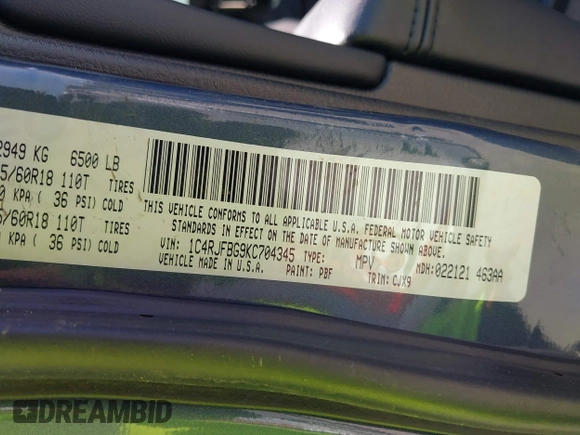 2949 KG 6500 LB
5/60R18 110T TIRES
0 KPA ( 36 PSI) COLD
5/60R18 110T TIRES
KPA ( 36 PSI) COLD
THIS VEHICLE CONFORMS TO ALL APPLICABLE U.S.A. FEDERAL MOTOR VEHICLE SAFETY
STANDARDS IN EFFECT ON THE DATE OF MANUFACTURE SHOWN ABOVE.
VIN: 1C4RJFBG9KC704345 TYPE: MPV MDH: 022121 463AA
VEHICLE MADE IN U.S.A. PAINT: PBF TRIM: CJX9
DREAMBID